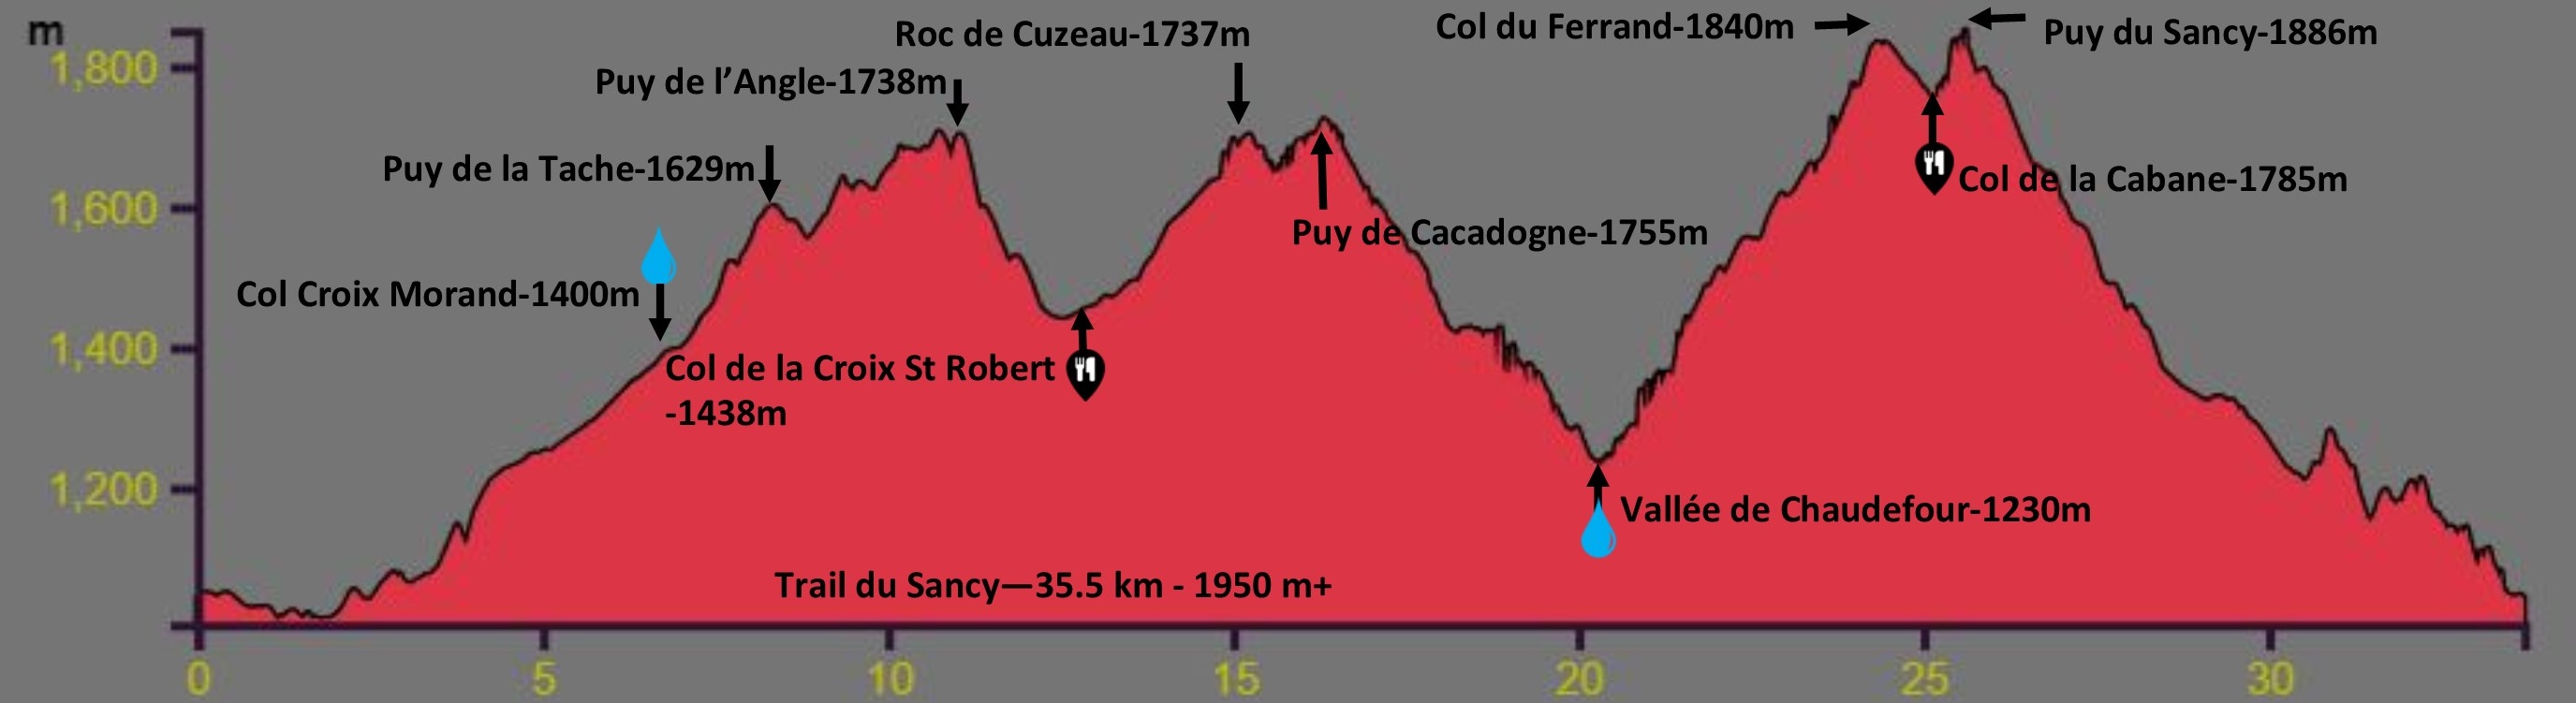 m
Roc de Cuzeau-1737m
Col du Ferrand-1840m
Puy du Sancy-1886m
1,800
Puy de l’Angle-1738m
Puy de la Tache-1629m
Col de la Cabane-1785m
1,600
Puy de Cacadogne-1755m
Col Croix Morand-1400m
1,400
Col de la Croix St Robert
-1438m
1,200
Vallée de Chaudefour-1230m
Trail du Sancy—35.5 km - 1950 m+
0 5 10 15 20 25 30